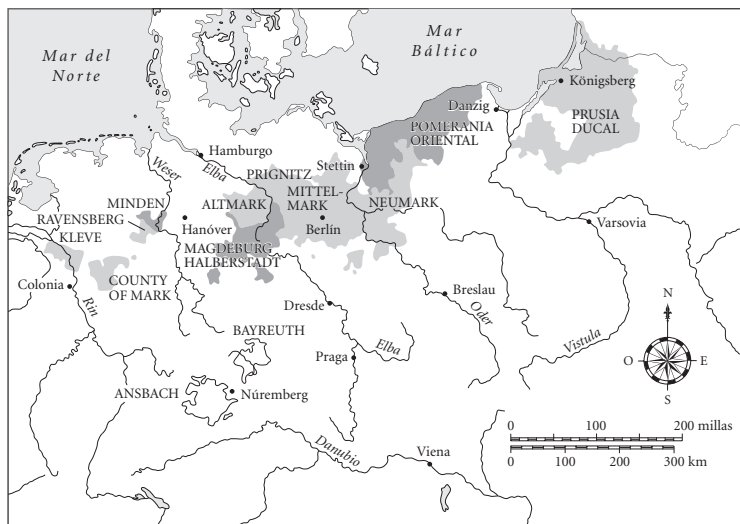 Mar del
Norte
Mar
Báltico
Königsberg
Danzig
PRUSIA
DUCAL
POMERANIA
ORIENTAL
Hamburgo
Weser
Elba
Stettin
PRIGNITZ
MITTEL-
MARK
NEUMARK
MINDEN
ALTMARK
RAVENSBERG
Hanóver
Berlín
Varsovia
KLEVE
MAGDEBURG
HALBERSTADT
COUNTY
OF MARK
Colonia
Rin
Dresde
Breslau
Oder
BAYREUTH
Elba
Praga
Vistula
ANSBACH
Núremberg
N
O
E
S
Danubio
Viena
0 100 200 millas
0 100 200 300 km